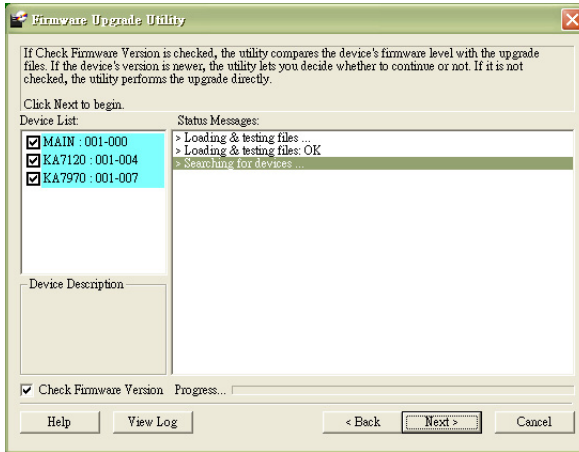 Firmware Upgrade Utility
If Check Firmware Version is checked, the utility compares the device's firmware level with the upgrade
files. If the device's version is newer, the utility lets you decide whether to continue or not. If it is not
checked, the utility performs the upgrade directly.
Click Next to begin.
Device List:
Status Messages:
MAIN : 001-000
KA7120 : 001-004
KA7970 : 001-007
> Loading & testing files ...
> Loading & testing files: OK
> Searching for devices ...
Device Description
Check Firmware Version
Progress...
Help
View Log
< Back
Next >
Cancel